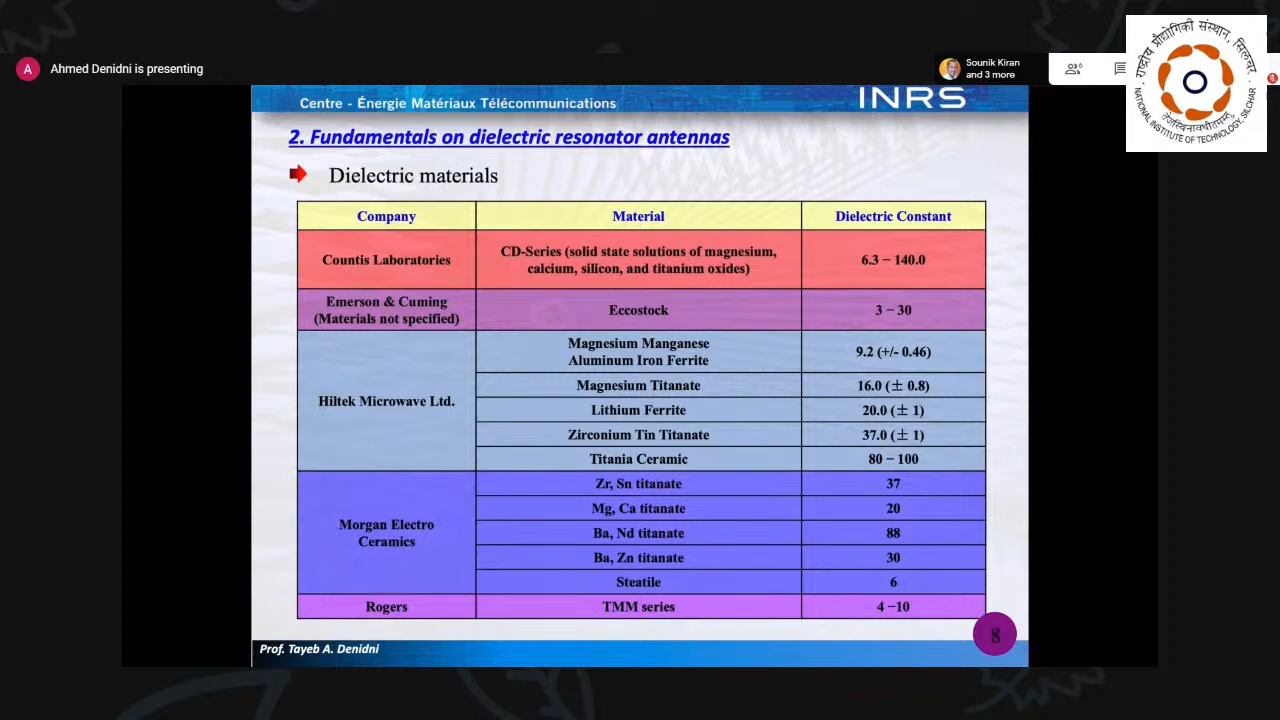 A Ahmed Denidni is presenting
Sounik Kiran
and 3 more
राष्ट्रीय प्रौद्योगिकी संस्थान, सिलचर
NATIONAL INSTITUTE OF TECHNOLOGY, SILCHAR
Centre - Énergie Matériaux Télécommunications
INRS
2. Fundamentals on dielectric resonator antennas
Dielectric materials
Company Material Dielectric Constant
Countis Laboratories CD-Series (solid state solutions of magnesium, calcium, silicon, and titanium oxides) 6.3 – 140.0
Emerson & Cuming
(Materials not specified) Eccostock 3 – 30
Hiltek Microwave Ltd. Magnesium Manganese
Aluminum Iron Ferrite 9.2 (+/- 0.46)
Magnesium Titanate 16.0 (± 0.8)
Lithium Ferrite 20.0 (± 1)
Zirconium Tin Titanate 37.0 (± 1)
Titania Ceramic 80 – 100
Morgan Electro
Ceramics Zr, Sn titanate 37
Mg, Ca titanate 20
Ba, Nd titanate 88
Ba, Zn titanate 30
Steatile 6
Rogers TMM series 4 –10
8
Prof. Tayeb A. Denidni